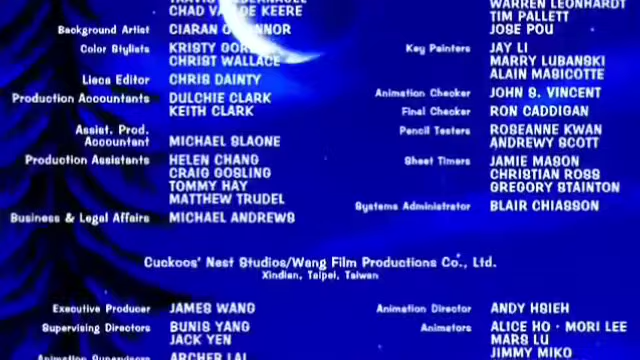 WARREN LEONHARDT
CHAD VAN DE KEERE TIM PALLETT
Background Artist CIARAN O'CONNOR JOSE POU
Color Stylists KRISTY Key Painters JAY LI
CHRIST WALLACE MARRY LUBANSKI
Lica Editor CHRIS DAINTY ALAIN MASICOTTE
Production Accountants DULCHIE CLARK Animation Checker JOHN S. VINCENT
KEITH CLARK Final Checker RON CADDIGAN
Assist. Prod. Pencil Testers ROSEANNE KWAN
Accountant MICHAEL SLAONE ANDREWY SCOTT
Production Assistants HELEN CHANG Sheet Timers JAMIE MASON
CRAIG GOSLING CHRISTIAN ROSS
TOMMY HAY GREGORY STAINTON
MATTHEW TRUDEL Systems Administrator BLAIR CHIASSON
Business & Legal Affairs MICHAEL ANDREWS
Cuckoos' Nest Studios/Wang Film Productions Co., Ltd.
Xindian, Taipei, Taiwan
Executive Producer JAMES WANG Animation Director ANDY HSIEH
Supervising Directors BUNIS YANG Animators ALICE HO · MORI LEE
JACK YEN MARS LU
Animation Supervisors ARCHER LAI JIMMY MIKO